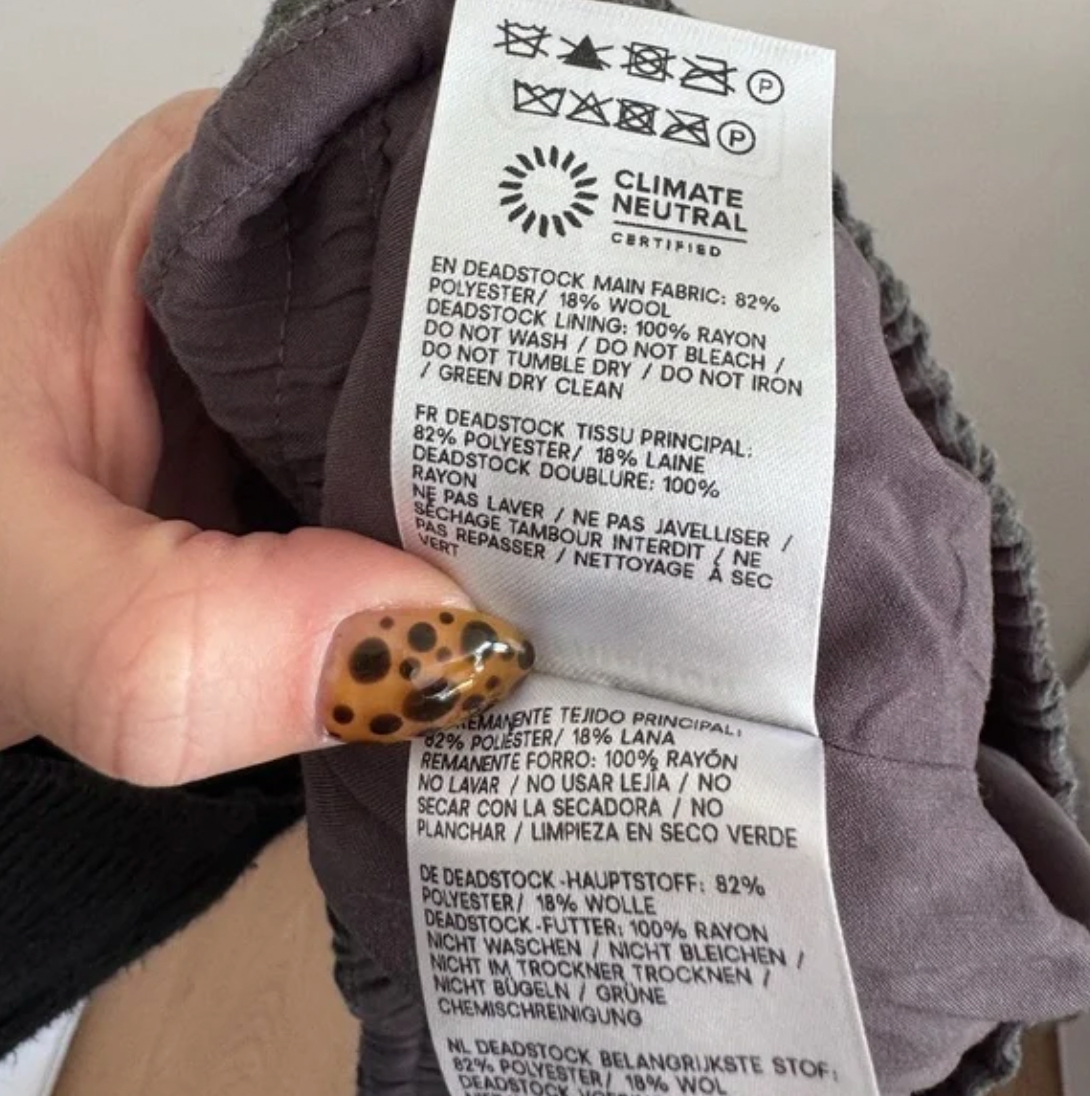 P
P
CLIMATE
NEUTRAL
CERTIFIED
EN DEADSTOCK MAIN FABRIC: 82%
POLYESTER/ 18% WOOL
DEADSTOCK LINING: 100% RAYON
DO NOT WASH / DO NOT BLEACH /
DO NOT TUMBLE DRY / DO NOT IRON
/ GREEN DRY CLEAN
FR DEADSTOCK TISSU PRINCIPAL:
82% POLYESTER/ 18% LAINE
DEADSTOCK DOUBLURE: 100%
RAYON
NE PAS LAVER / NE PAS JAVELLISER /
SÉCHAGE TAMBOUR INTERDIT / NE
PAS REPASSER / NETTOYAGE À SEC
VERT
TEJIDO PRINCIPAL:
82% POLIÉSTER/ 18% LANA
REMANENTE FORRO: 100% RAYÓN
NO LAVAR / NO USAR LEJÍA / NO
SECAR CON LA SECADORA / NO
PLANCHAR / LIMPIEZA EN SECO VERDE
DE DEADSTOCK-HAUPTSTOFF: 82%
POLYESTER/ 18% WOLLE
DEADSTOCK-FUTTER: 100% RAYON
NICHT WASCHEN / NICHT BLEICHEN /
NICHT IM TROCKNER TROCKNEN /
NICHT BÜGELN / GRÜNE
CHEMISCHREINIGUNG
NL DEADSTOCK BELANGRIJKSTE STOF:
82% POLYESTER/ 18% WOL
DEADSTOCK